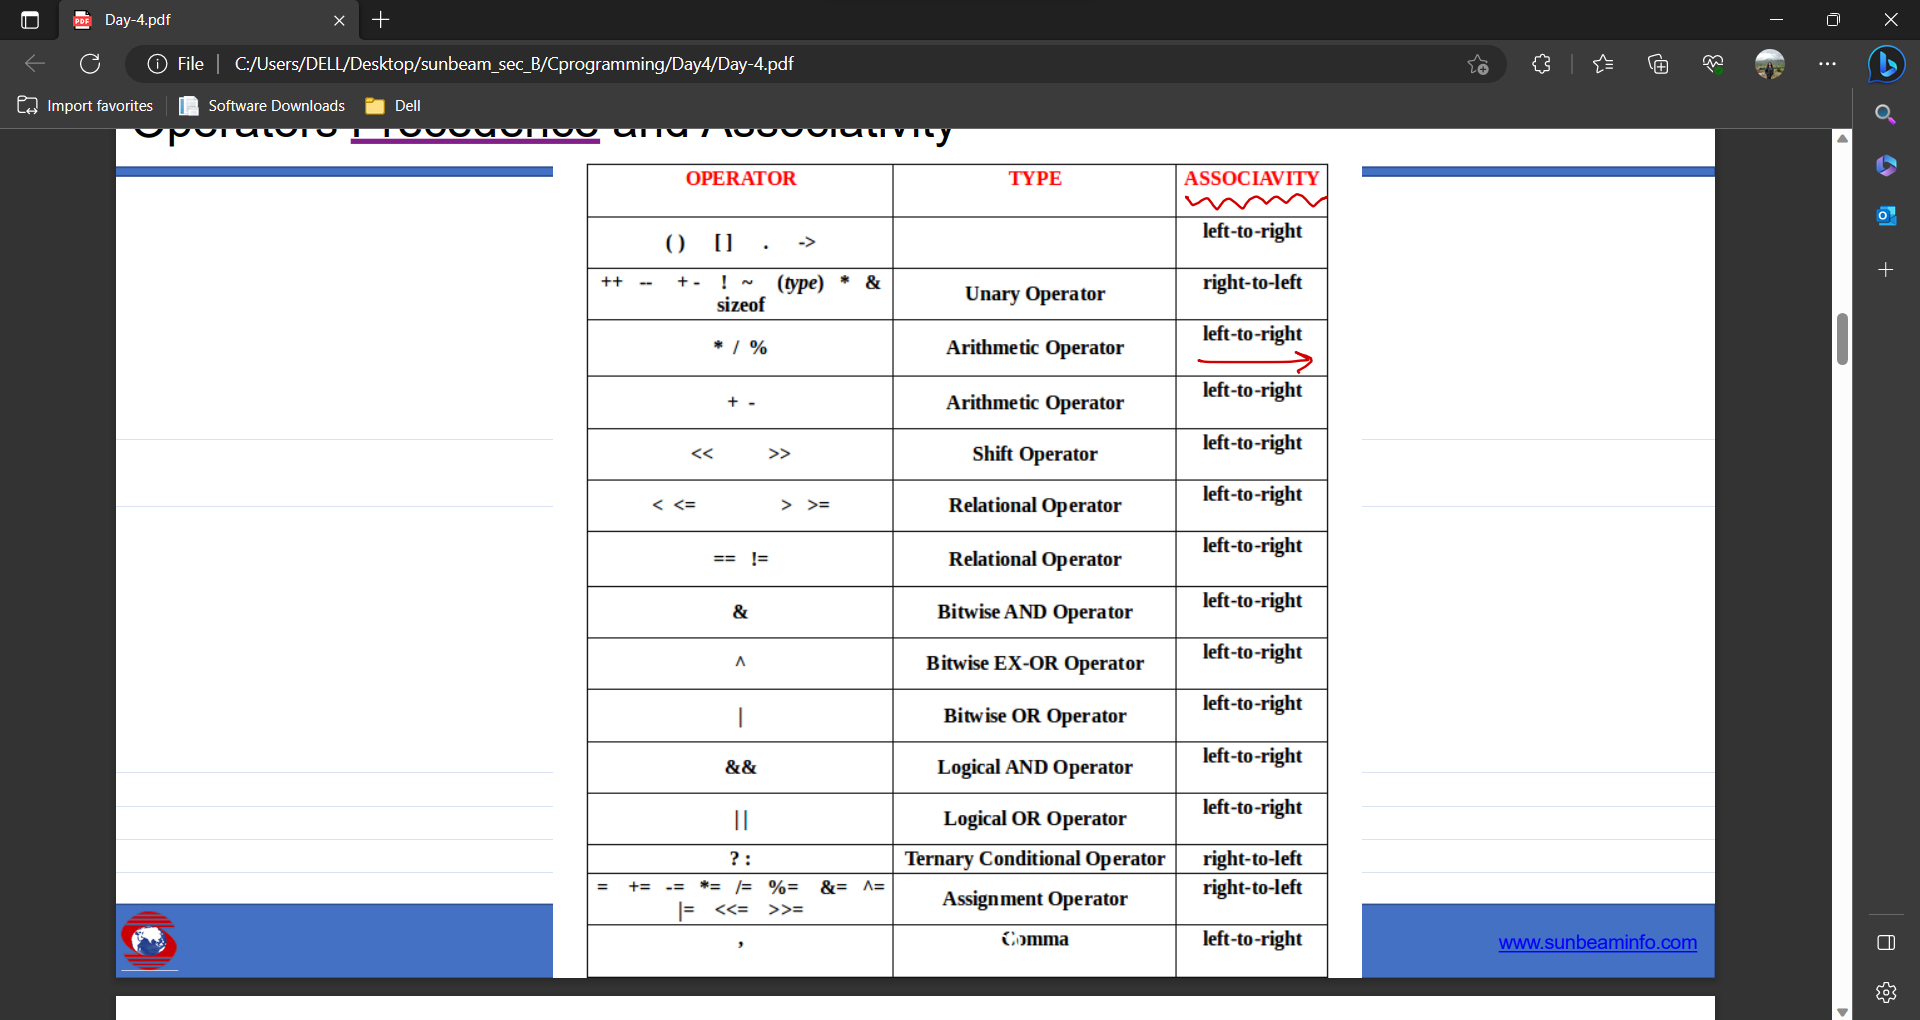 Day-4.pdf
File C:/Users/DELL/Desktop/sunbeam_sec_B/Cprogramming/Day4/Day-4.pdf
Import favorites Software Downloads Dell
Operators Precedence and Associativity
OPERATOR TYPE ASSOCIAVITY
( ) [ ] . -> left-to-right
++ -- + - ! ~ (type) * & sizeof Unary Operator right-to-left
* / % Arithmetic Operator left-to-right
+ - Arithmetic Operator left-to-right
<< >> Shift Operator left-to-right
< <= > >= Relational Operator left-to-right
== != Relational Operator left-to-right
& Bitwise AND Operator left-to-right
^ Bitwise EX-OR Operator left-to-right
| Bitwise OR Operator left-to-right
&& Logical AND Operator left-to-right
|| Logical OR Operator left-to-right
? : Ternary Conditional Operator right-to-left
= += -= *= /= %= &= ^= |= <<= >>= Assignment Operator right-to-left
, Comma left-to-right
www.sunbeaminfo.com